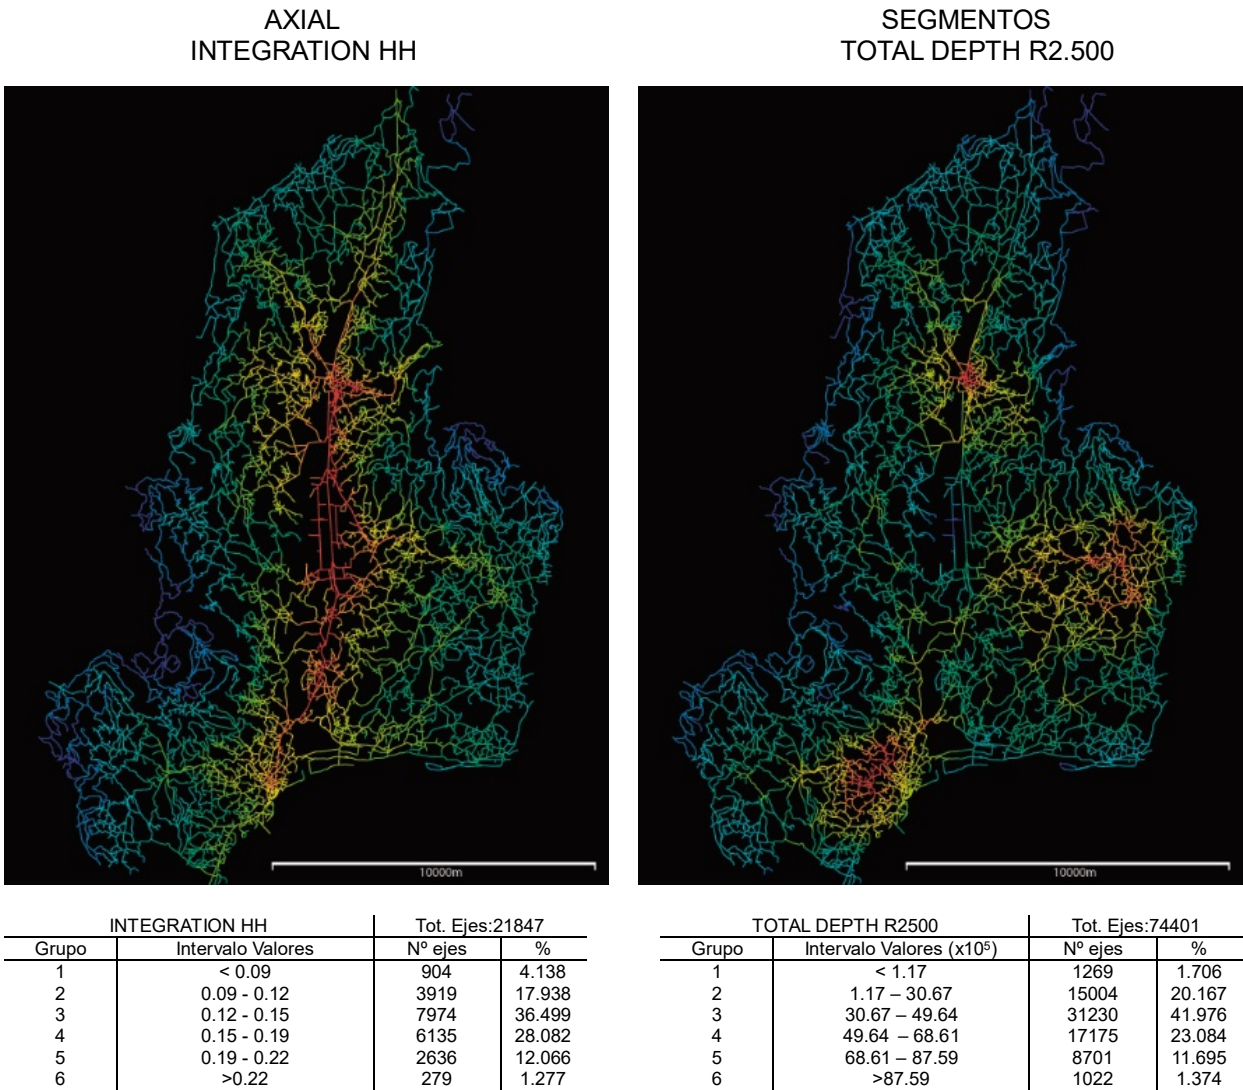 AXIAL
INTEGRATION HH
SEGMENTOS
TOTAL DEPTH R2.500
10000m
10000m
INTEGRATION HH Tot. Ejes:21847
Grupo Intervalo Valores Nº ejes %
1 < 0.09 904 4.138
2 0.09 - 0.12 3919 17.938
3 0.12 - 0.15 7974 36.499
4 0.15 - 0.19 6135 28.082
5 0.19 - 0.22 2636 12.066
6 >0.22 279 1.277
TOTAL DEPTH R2500 Tot. Ejes:74401
Grupo Intervalo Valores (x10⁵) Nº ejes %
1 < 1.17 1269 1.706
2 1.17 – 30.67 15004 20.167
3 30.67 – 49.64 31230 41.976
4 49.64 – 68.61 17175 23.084
5 68.61 – 87.59 8701 11.695
6 >87.59 1022 1.374